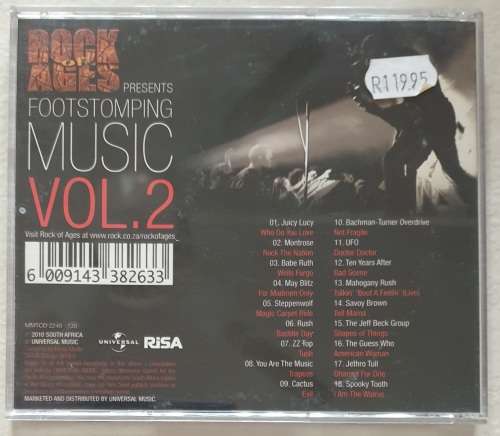 ROCK
OF
AGES
PRESENTS
FOOTSTOMPING
MUSIC
VOL.2
Visit Rock of Ages at www.rock.co.za/rockofages_
R119.95
6 009143 382633
2010 SOUTH AFRICA
UNIVERSAL MUSIC
UNIVERSAL
RiSA
MARKETED AND DISTRIBUTED BY UNIVERSAL MUSIC
01. Juicy Lucy
Who Do You Love
02. Montrose
Rock The Nation
03. Babe Ruth
Wells Fargo
04. May Blitz
For Madmen Only
05. Steppenwolf
Magic Carpet Ride
06. Rush
Bastille Day
07. ZZ Top
Tush
08. You Are The Music
Trapeze
09. Cactus
Evil
10. Bachman-Turner Overdrive
Not Fragile
11. UFO
Doctor Doctor
12. Ten Years After
Bad Scene
13. Mahogany Rush
Talkin' 'Bout A Feelin' (Live)
14. Savoy Brown
Tell Mama
15. The Jeff Beck Group
Shapes of Things
16. The Guess Who
American Woman
17. Jethro Tull
18. Spooky Tooth
I Am The Walrus